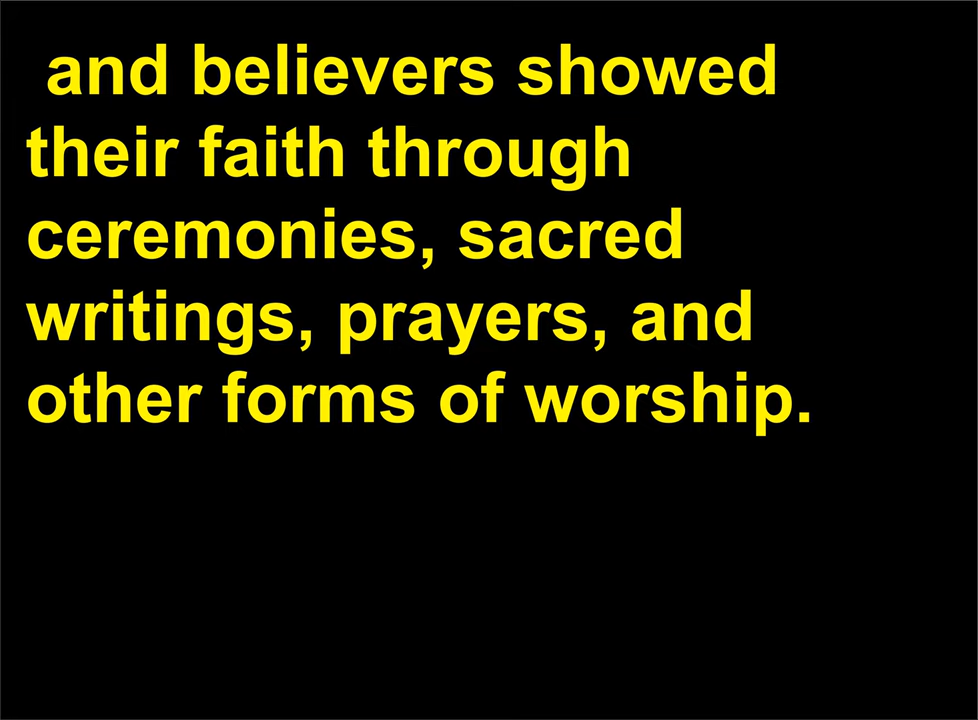 and believers showed
their faith through
ceremonies, sacred
writings, prayers, and
other forms of worship.